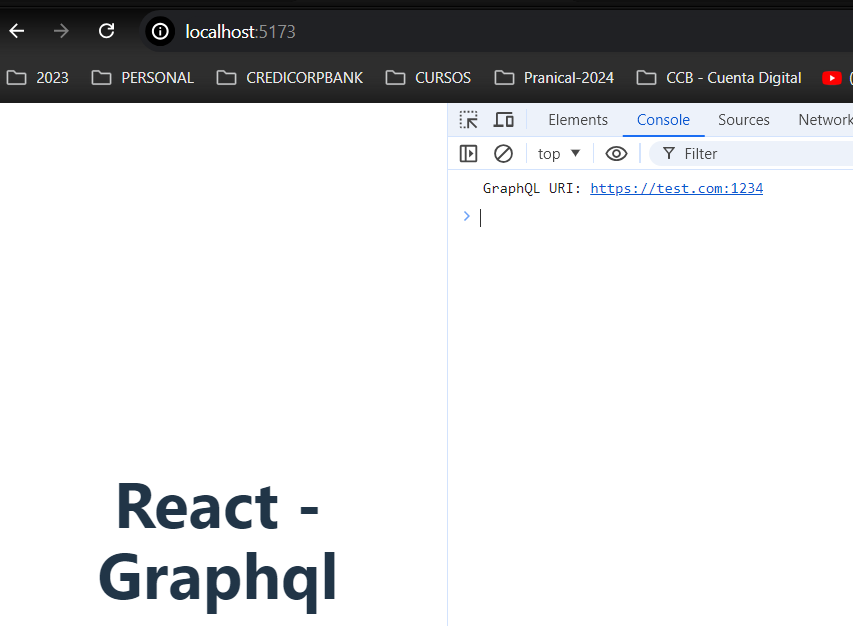 localhost:5173
2023 PERSONAL CREDICORPBANK CURSOS Pranical-2024 CCB - Cuenta Digital (
Elements Console Sources Network
top Filter
GraphQL URI: https://test.com:1234
React -
Graphql